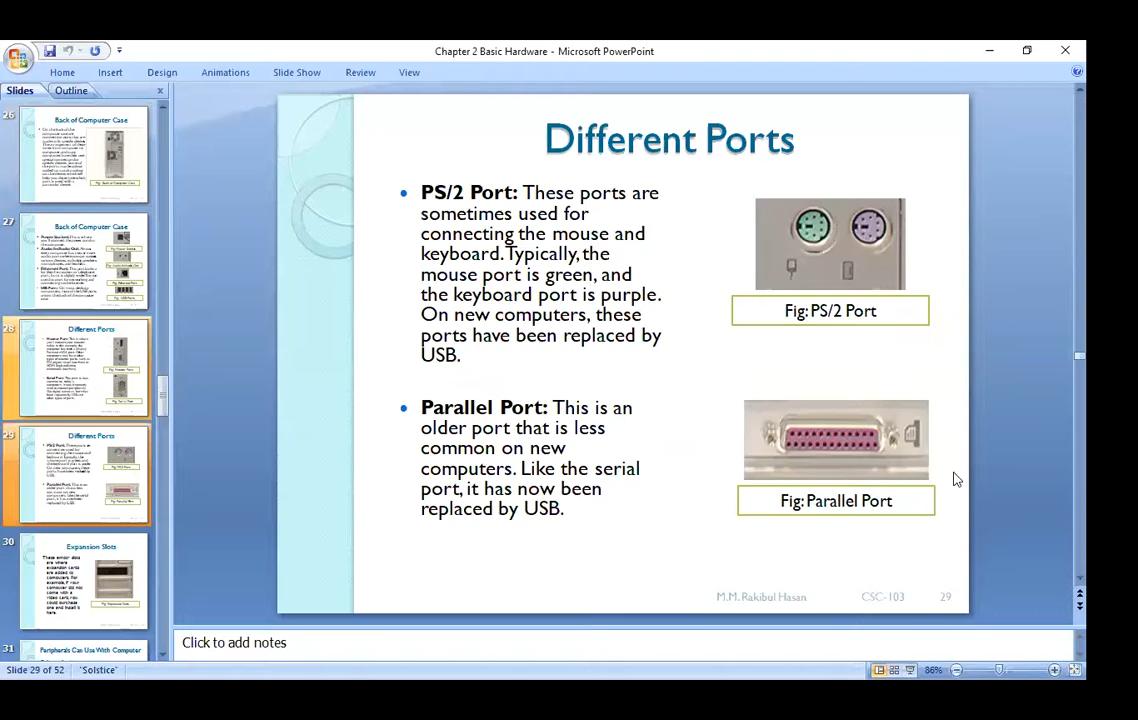 Chapter 2 Basic Hardware - Microsoft PowerPoint
Home Insert Design Animations Slide Show Review View
Slides Outline
26
Back of Computer Case
27
Back of Computer Case
28
Different Ports
29
Different Ports
30
Expansion Slots
31
Peripherals Can Use With Computer
Different Ports
PS/2 Port: These ports are
sometimes used for
connecting the mouse and
keyboard. Typically, the
mouse port is green, and
the keyboard port is purple.
On new computers, these
ports have been replaced by
USB.
Fig: PS/2 Port
Parallel Port: This is an
older port that is less
common on new
computers. Like the serial
port, it has now been
replaced by USB.
Fig: Parallel Port
M.M. Rakibul Hasan CSC-103 29
Click to add notes
Slide 29 of 52 'Solstice' 86%